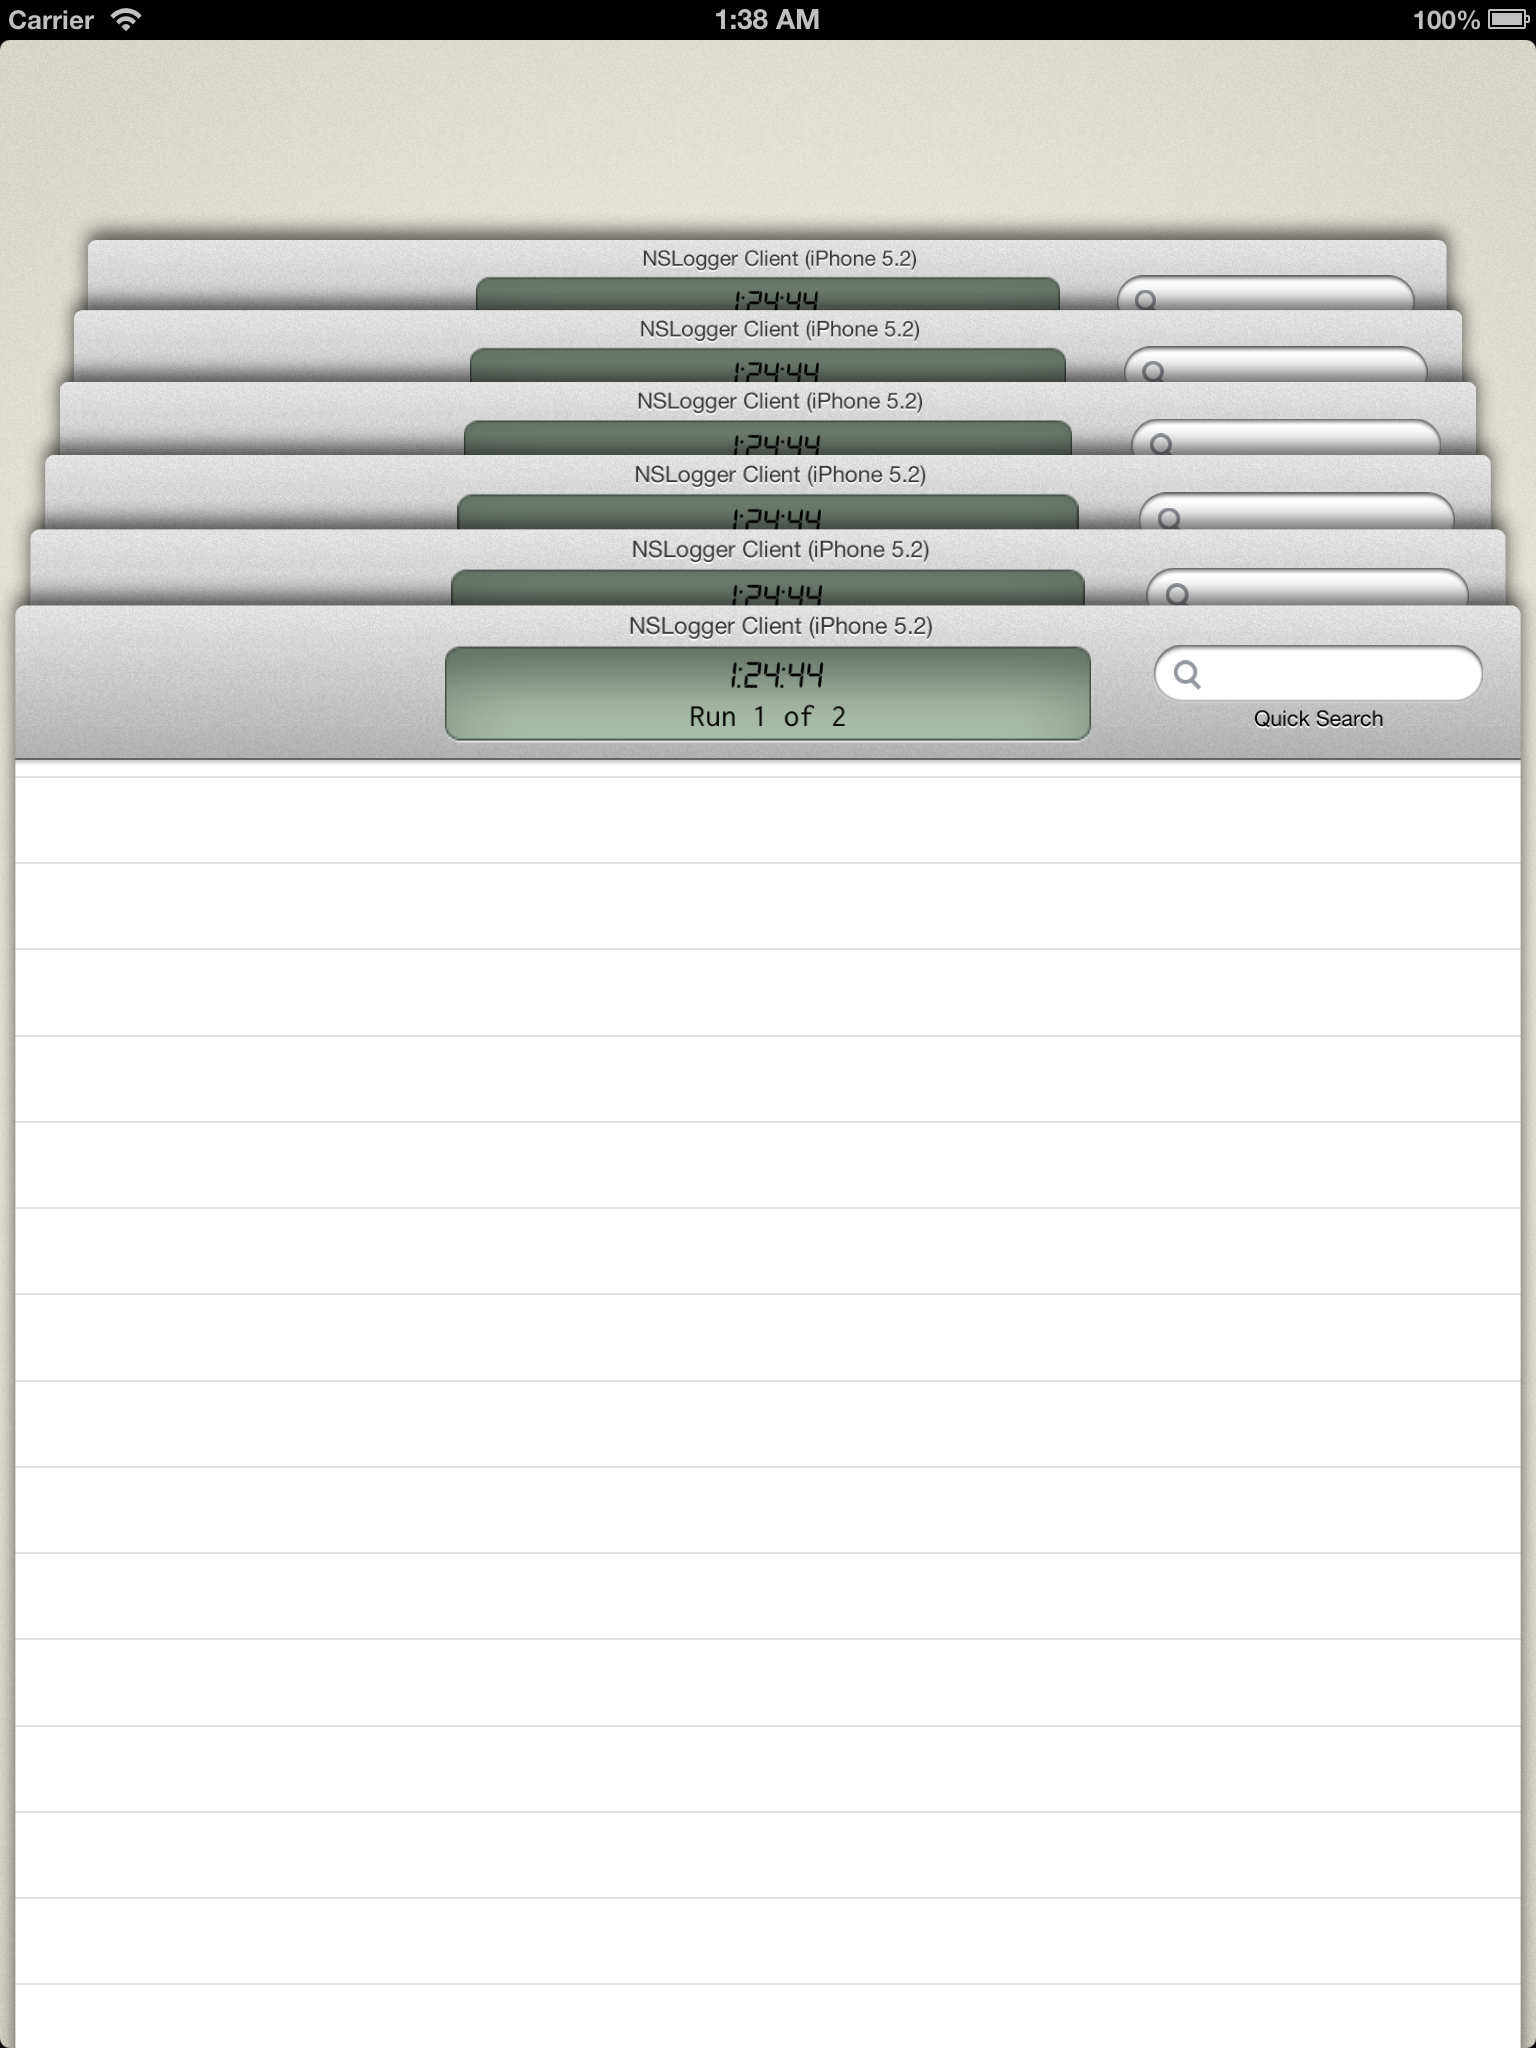 Carrier 1:38 AM 100%
NSLogger Client (iPhone 5.2)
1:24:44
NSLogger Client (iPhone 5.2)
1:24:44
NSLogger Client (iPhone 5.2)
1:24:44
NSLogger Client (iPhone 5.2)
1:24:44
NSLogger Client (iPhone 5.2)
1:24:44
NSLogger Client (iPhone 5.2)
1:24:44
Run 1 of 2
Quick Search